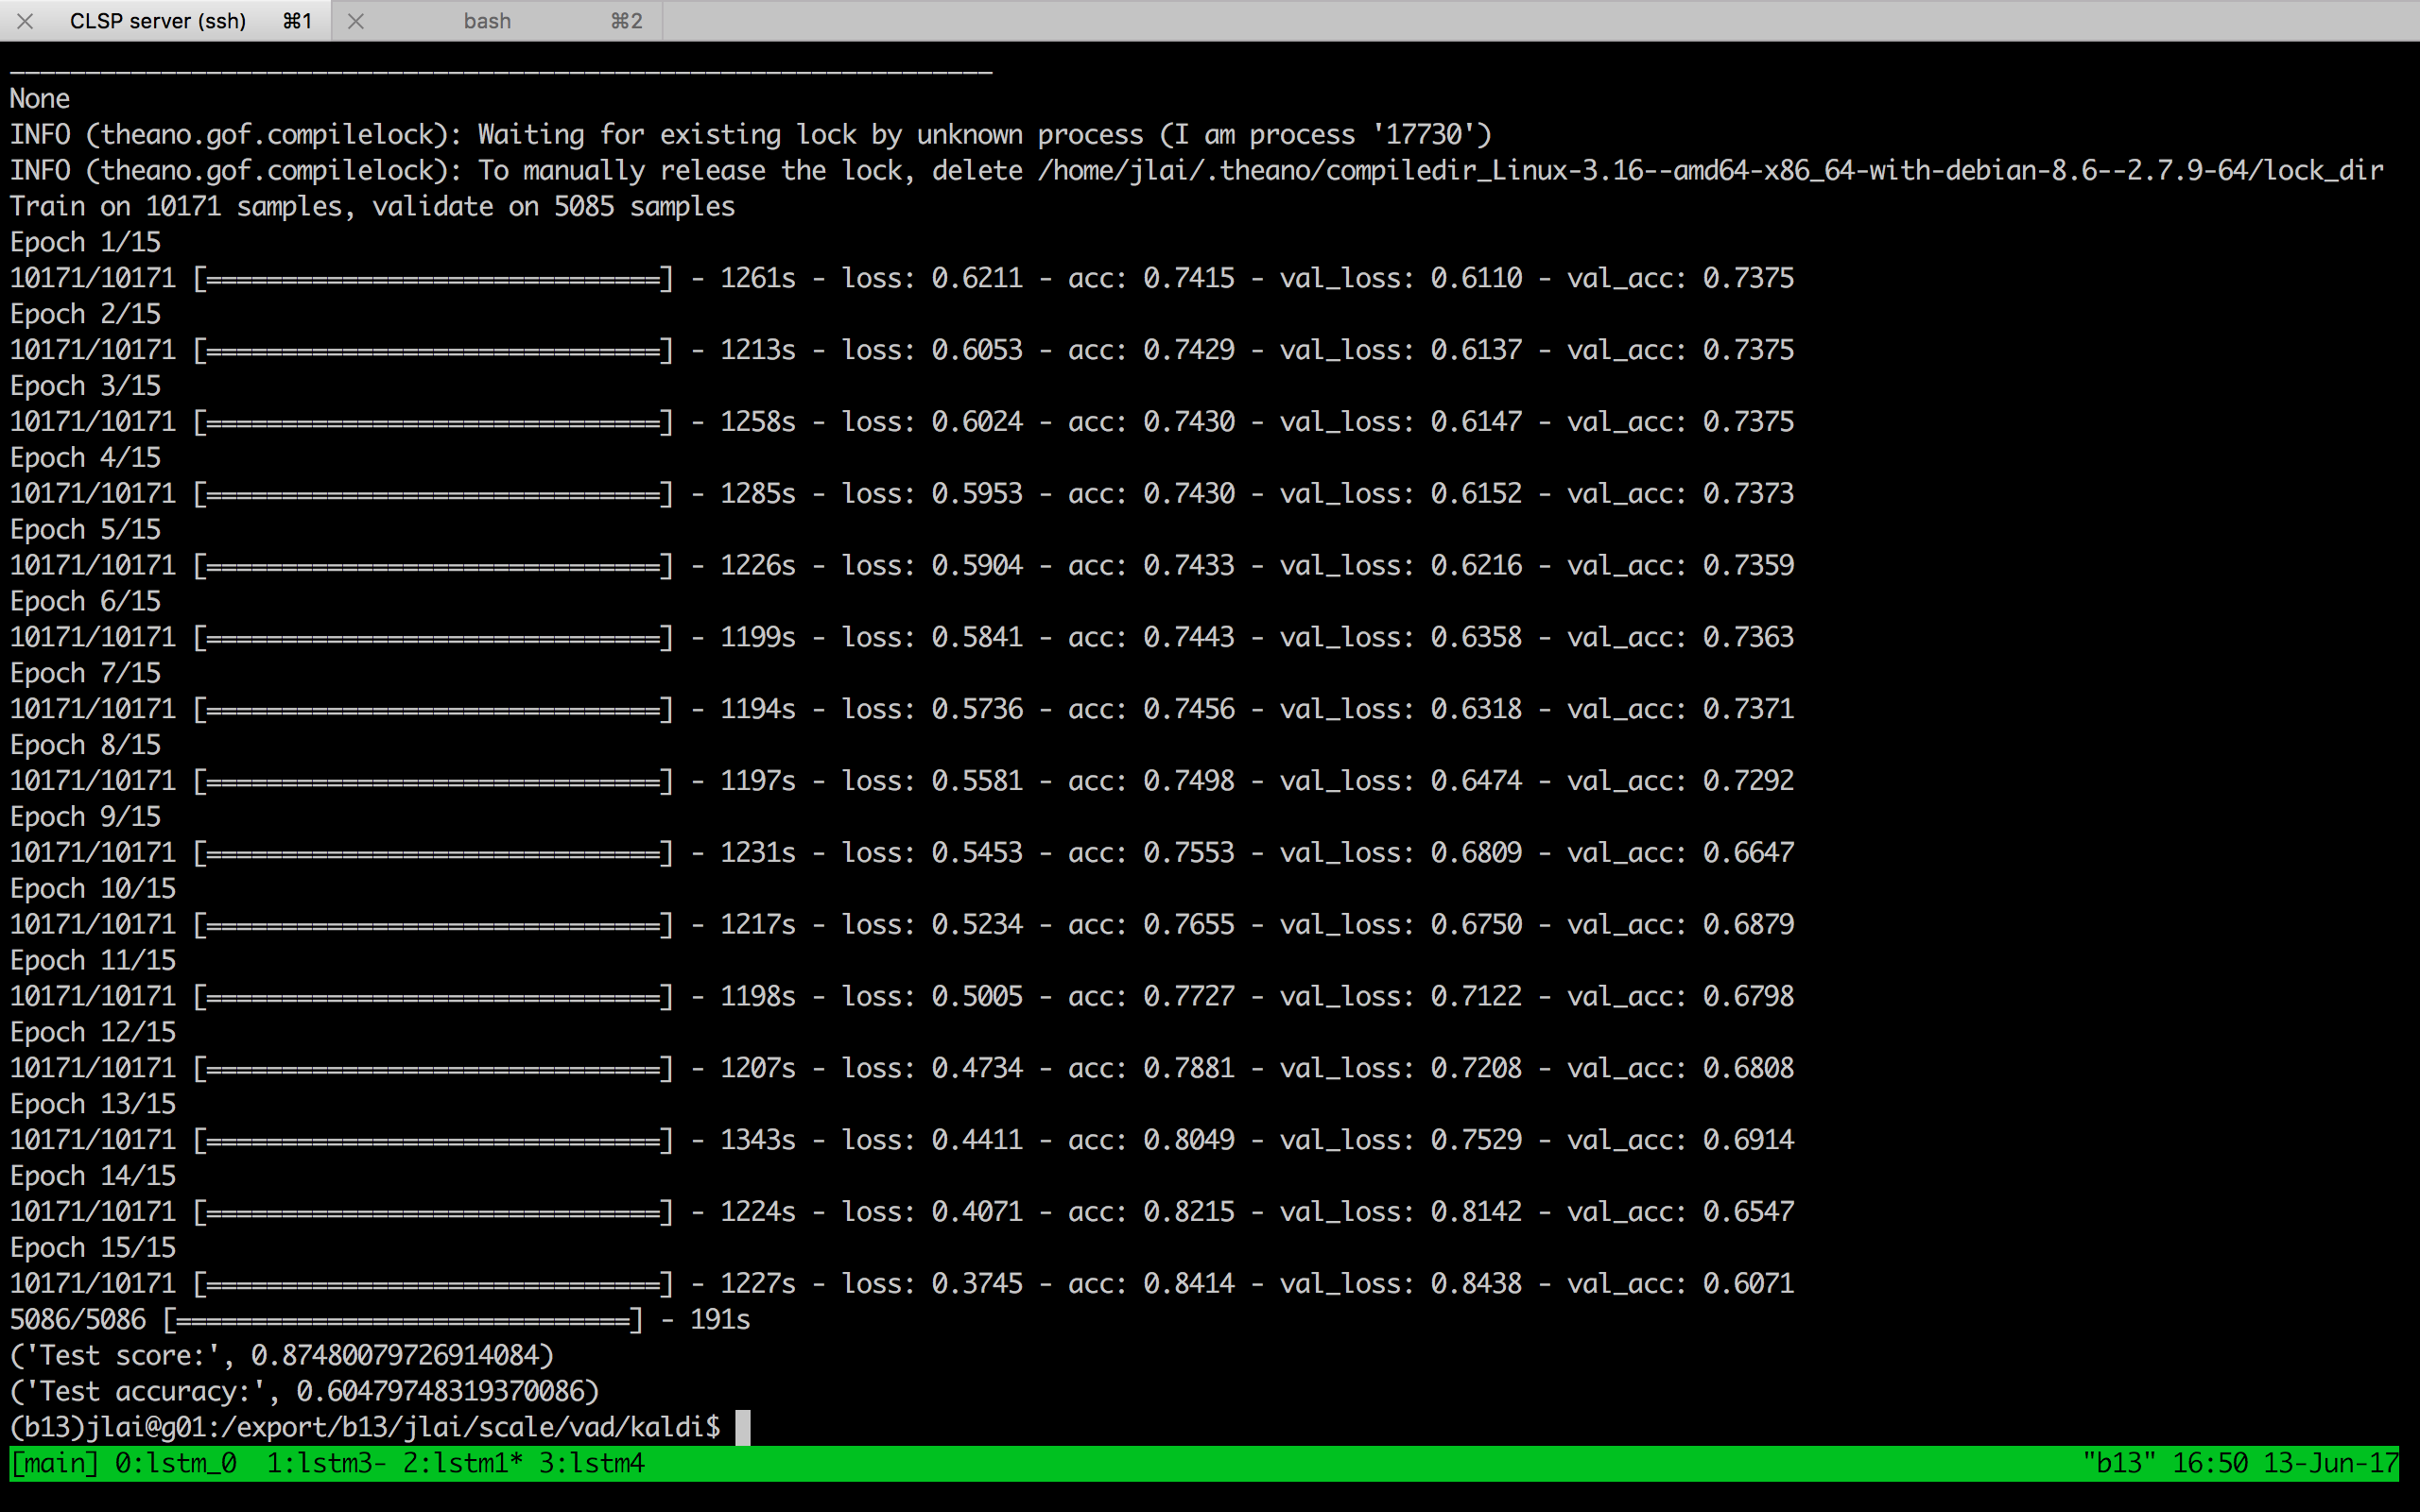 CLSP server (ssh) ⌘1 bash ⌘2
_________________________________________________________________
None
INFO (theano.gof.compilelock): Waiting for existing lock by unknown process (I am process '17730')
INFO (theano.gof.compilelock): To manually release the lock, delete /home/jlai/.theano/compiledir_Linux-3.16--amd64-x86_64-with-debian-8.6--2.7.9-64/lock_dir
Train on 10171 samples, validate on 5085 samples
Epoch 1/15
10171/10171 [==============================] - 1261s - loss: 0.6211 - acc: 0.7415 - val_loss: 0.6110 - val_acc: 0.7375
Epoch 2/15
10171/10171 [==============================] - 1213s - loss: 0.6053 - acc: 0.7429 - val_loss: 0.6137 - val_acc: 0.7375
Epoch 3/15
10171/10171 [==============================] - 1258s - loss: 0.6024 - acc: 0.7430 - val_loss: 0.6147 - val_acc: 0.7375
Epoch 4/15
10171/10171 [==============================] - 1285s - loss: 0.5953 - acc: 0.7430 - val_loss: 0.6152 - val_acc: 0.7373
Epoch 5/15
10171/10171 [==============================] - 1226s - loss: 0.5904 - acc: 0.7433 - val_loss: 0.6216 - val_acc: 0.7359
Epoch 6/15
10171/10171 [==============================] - 1199s - loss: 0.5841 - acc: 0.7443 - val_loss: 0.6358 - val_acc: 0.7363
Epoch 7/15
10171/10171 [==============================] - 1194s - loss: 0.5736 - acc: 0.7456 - val_loss: 0.6318 - val_acc: 0.7371
Epoch 8/15
10171/10171 [==============================] - 1197s - loss: 0.5581 - acc: 0.7498 - val_loss: 0.6474 - val_acc: 0.7292
Epoch 9/15
10171/10171 [==============================] - 1231s - loss: 0.5453 - acc: 0.7553 - val_loss: 0.6809 - val_acc: 0.6647
Epoch 10/15
10171/10171 [==============================] - 1217s - loss: 0.5234 - acc: 0.7655 - val_loss: 0.6750 - val_acc: 0.6879
Epoch 11/15
10171/10171 [==============================] - 1198s - loss: 0.5005 - acc: 0.7727 - val_loss: 0.7122 - val_acc: 0.6798
Epoch 12/15
10171/10171 [==============================] - 1207s - loss: 0.4734 - acc: 0.7881 - val_loss: 0.7208 - val_acc: 0.6808
Epoch 13/15
10171/10171 [==============================] - 1343s - loss: 0.4411 - acc: 0.8049 - val_loss: 0.7529 - val_acc: 0.6914
Epoch 14/15
10171/10171 [==============================] - 1224s - loss: 0.4071 - acc: 0.8215 - val_loss: 0.8142 - val_acc: 0.6547
Epoch 15/15
10171/10171 [==============================] - 1227s - loss: 0.3745 - acc: 0.8414 - val_loss: 0.8438 - val_acc: 0.6071
5086/5086 [==============================] - 191s
('Test score:', 0.87480079726914084)
('Test accuracy:', 0.60479748319370086)
(b13)jlai@g01:/export/b13/jlai/scale/vad/kaldi$
[main] 0:lstm_0  1:lstm3- 2:lstm1* 3:lstm4 "b13" 16:50 13-Jun-17